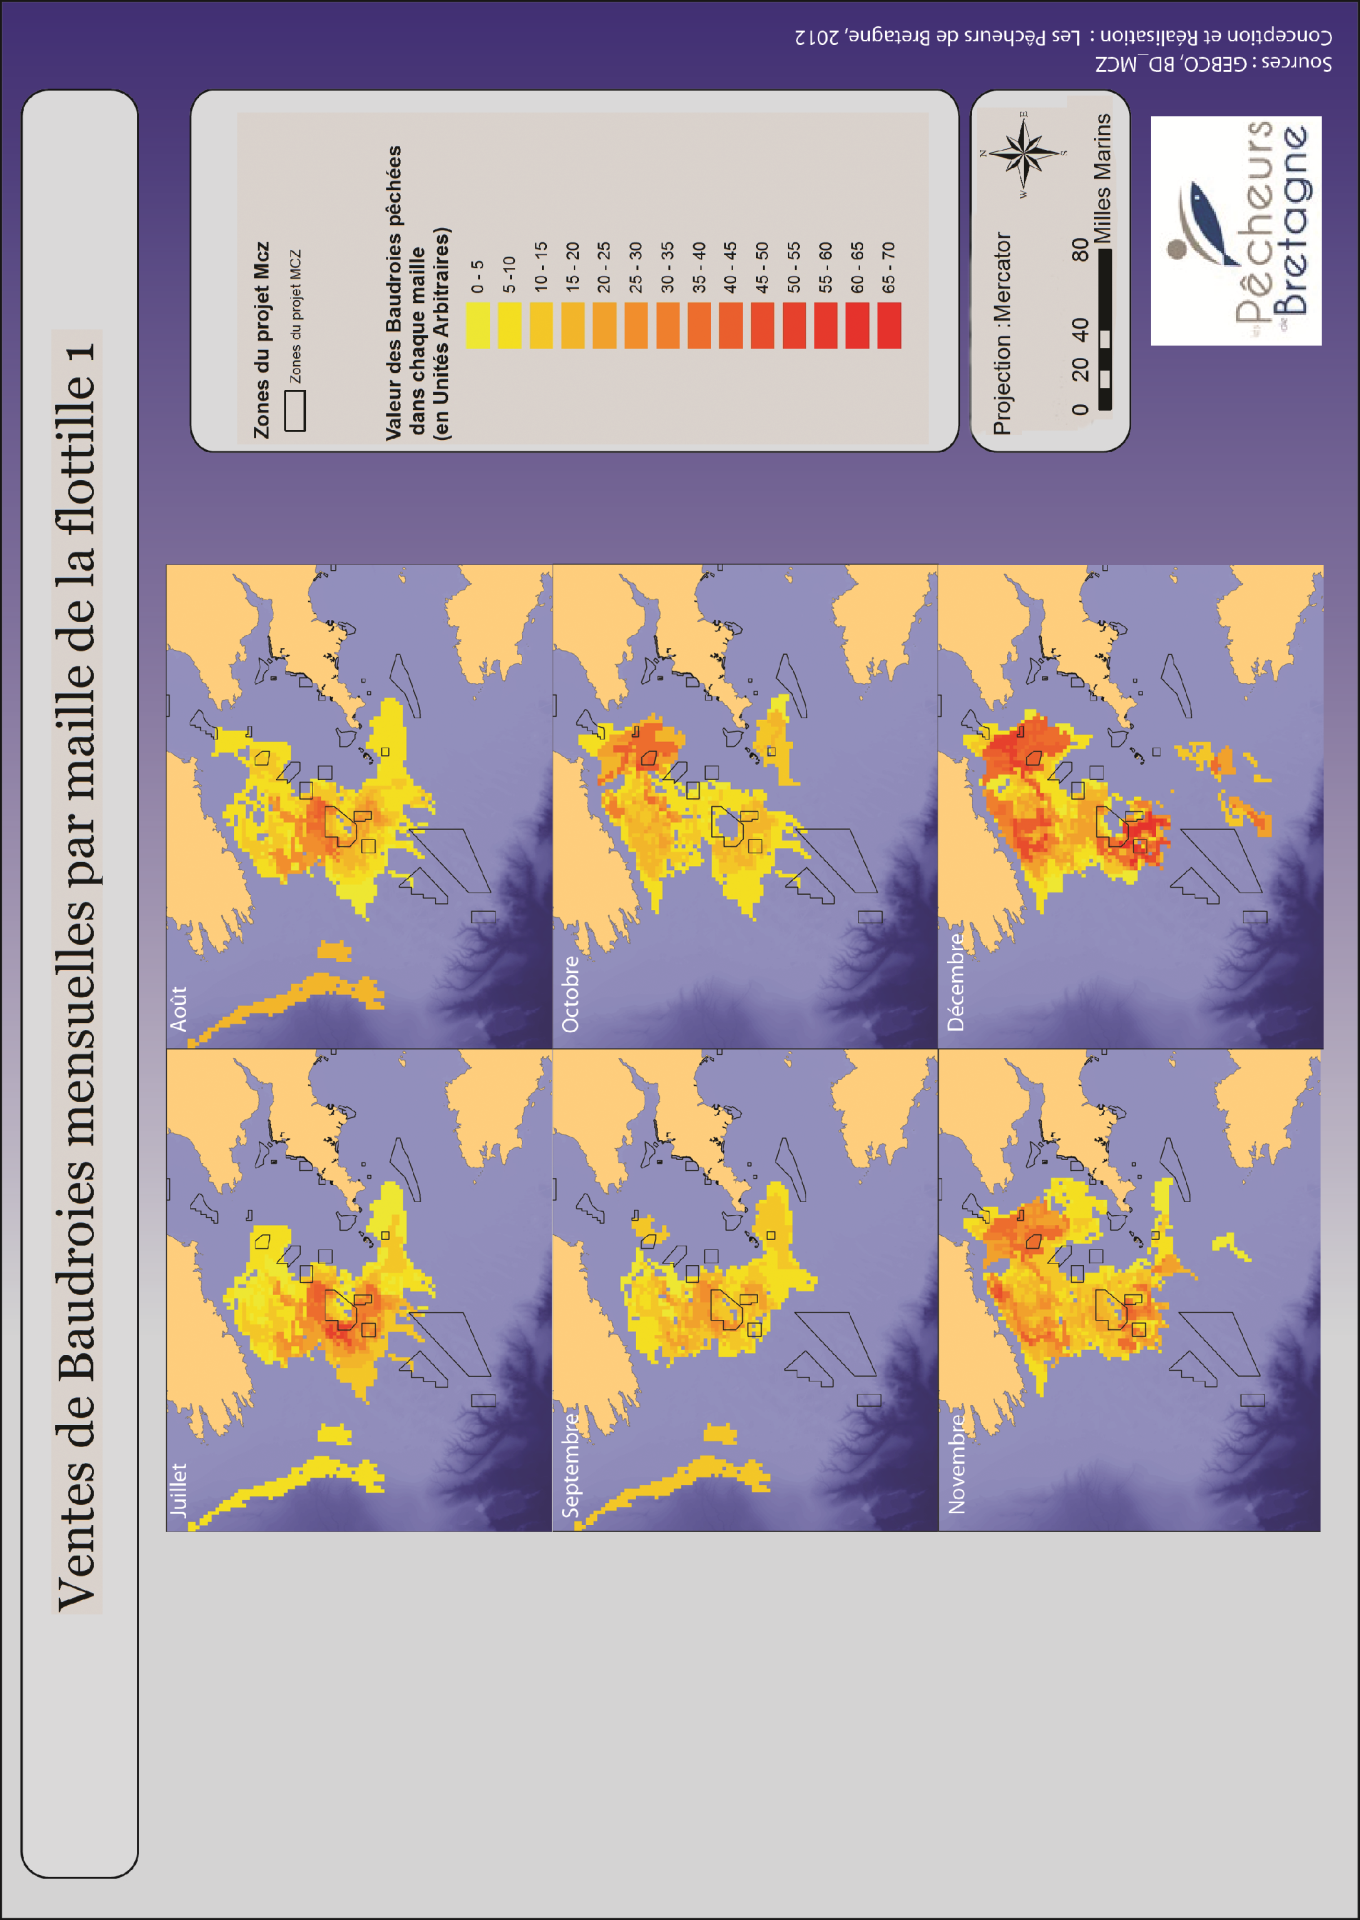 Ventes de Baudroies mensuelles par maille de la flottille 1
Juillet
Août
Septembre
Octobre
Novembre
Décembre
Zones du projet Mcz
Zones du projet MCZ
Valeur des Baudroies pêchées
dans chaque maille
(en Unités Arbitraires)
0 - 5
5 -10
10 - 15
15 - 20
20 - 25
25 - 30
30 - 35
35 - 40
40 - 45
45 - 50
50 - 55
55 - 60
60 - 65
65 - 70
Projection :Mercator
N
W
E
S
0 20 40 80
Milles Marins
les Pêcheurs
de Bretagne
Sources : GEBCO, BD_MCZ
Conception et Réalisation : Les Pêcheurs de Bretagne, 2012